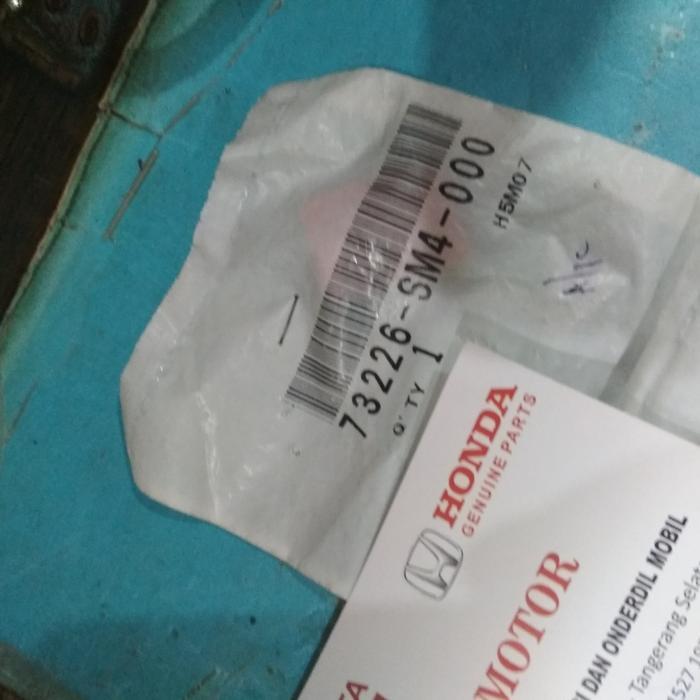 73226-SM4-000
Q'TY 1
H5M07
HONDA
GENUINE PARTS
MOTOR
DAN ONDERDIL MOBIL
Tangerang Selat